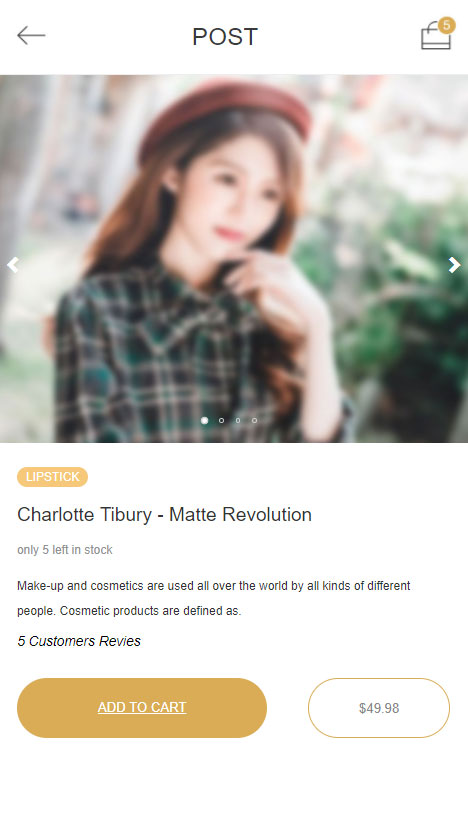 POST
5
LIPSTICK
Charlotte Tibury - Matte Revolution
only 5 left in stock
Make-up and cosmetics are used all over the world by all kinds of different
people. Cosmetic products are defined as.
5 Customers Revies
ADD TO CART
$49.98